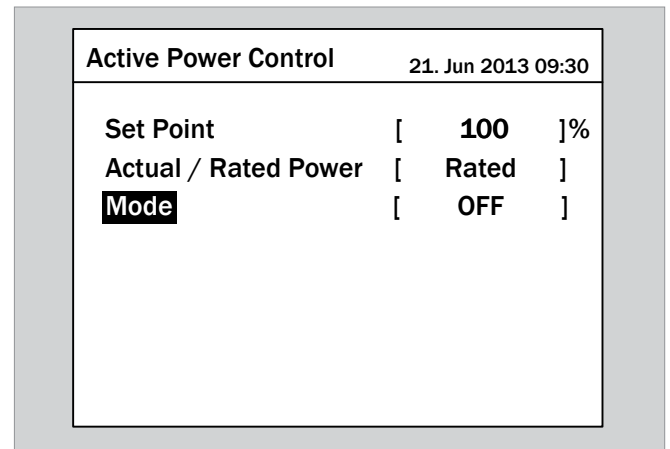 Active Power Control 21. Jun 2013 09:30
Set Point [ 100 ]%
Actual / Rated Power [ Rated ]
Mode [ OFF ]